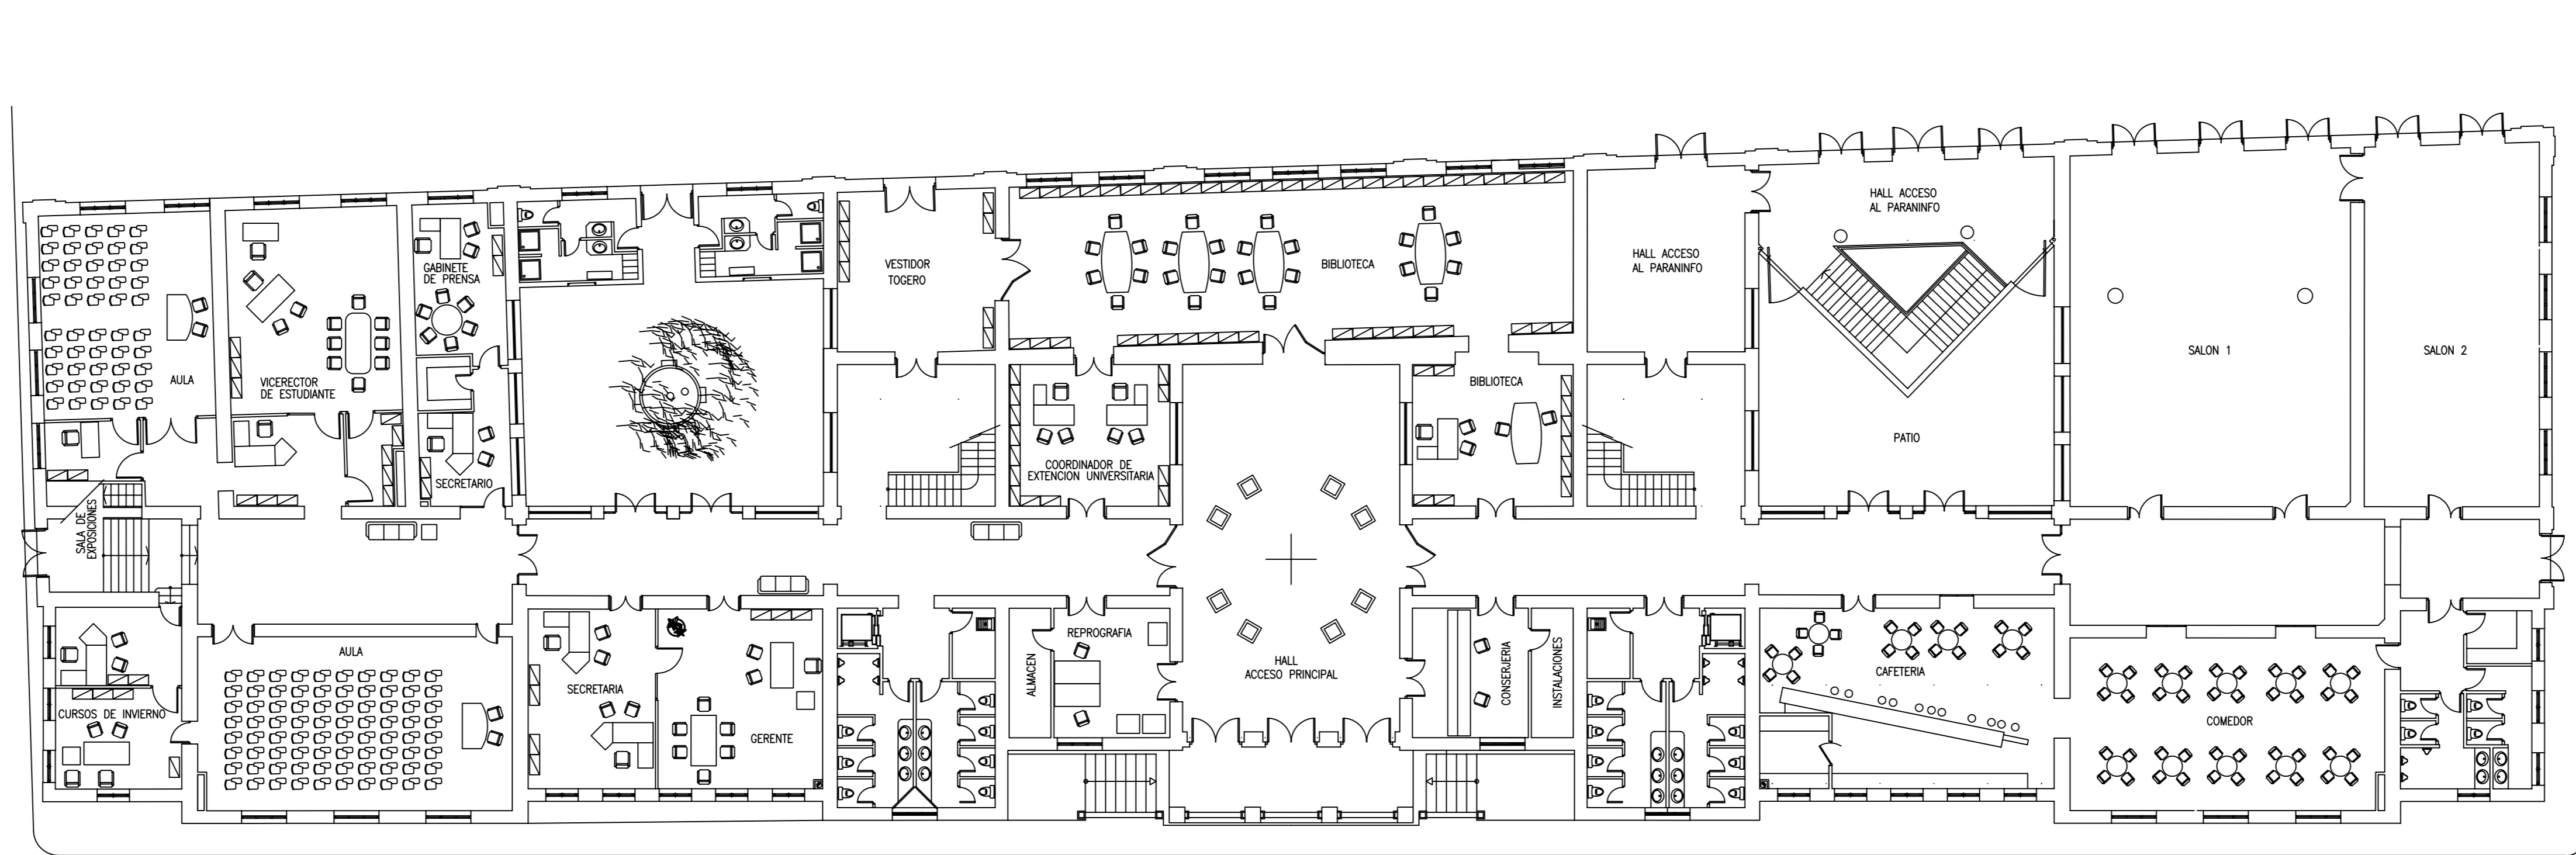 HALL ACCESO
AL PARANINFO
HALL ACCESO
AL PARANINFO
VESTIDOR
TOGERO
BIBLIOTECA
GABINETE
DE PRENSA
SALON 1
SALON 2
AULA
VICERECTOR
DE ESTUDIANTE
BIBLIOTECA
PATIO
COORDINADOR DE
EXTENCION UNIVERSITARIA
SECRETARIO
SALA DE
EXPOSICIONES
AULA
REPROGRAFIA
ALMACEN
HALL
ACCESO PRINCIPAL
CONSERJERIA
INSTALACIONES
CAFETERIA
SECRETARIA
CURSOS DE INVIERNO
GERENTE
COMEDOR